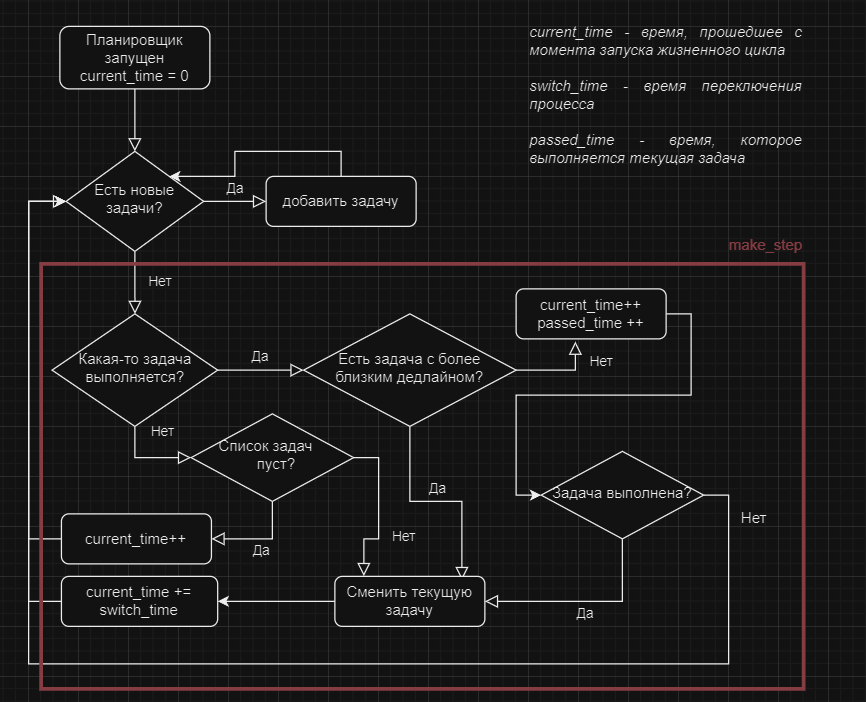 Планировщик
запущен
current_time = 0
current_time - время, прошедшее с
момента запуска жизненного цикла
switch_time - время переключения
процесса
passed_time - время, которое
выполняется текущая задача
Есть новые
задачи?
Да
добавить задачу
make_step
Нет
Какая-то задача
выполняется?
Да
Есть задача с более
близким дедлайном?
Нет
current_time++
passed_time ++
Нет
Список задач
пуст?
Да
Задача выполнена?
Нет
current_time++
Да
Нет
current_time +=
switch_time
Сменить текущую
задачу
Да